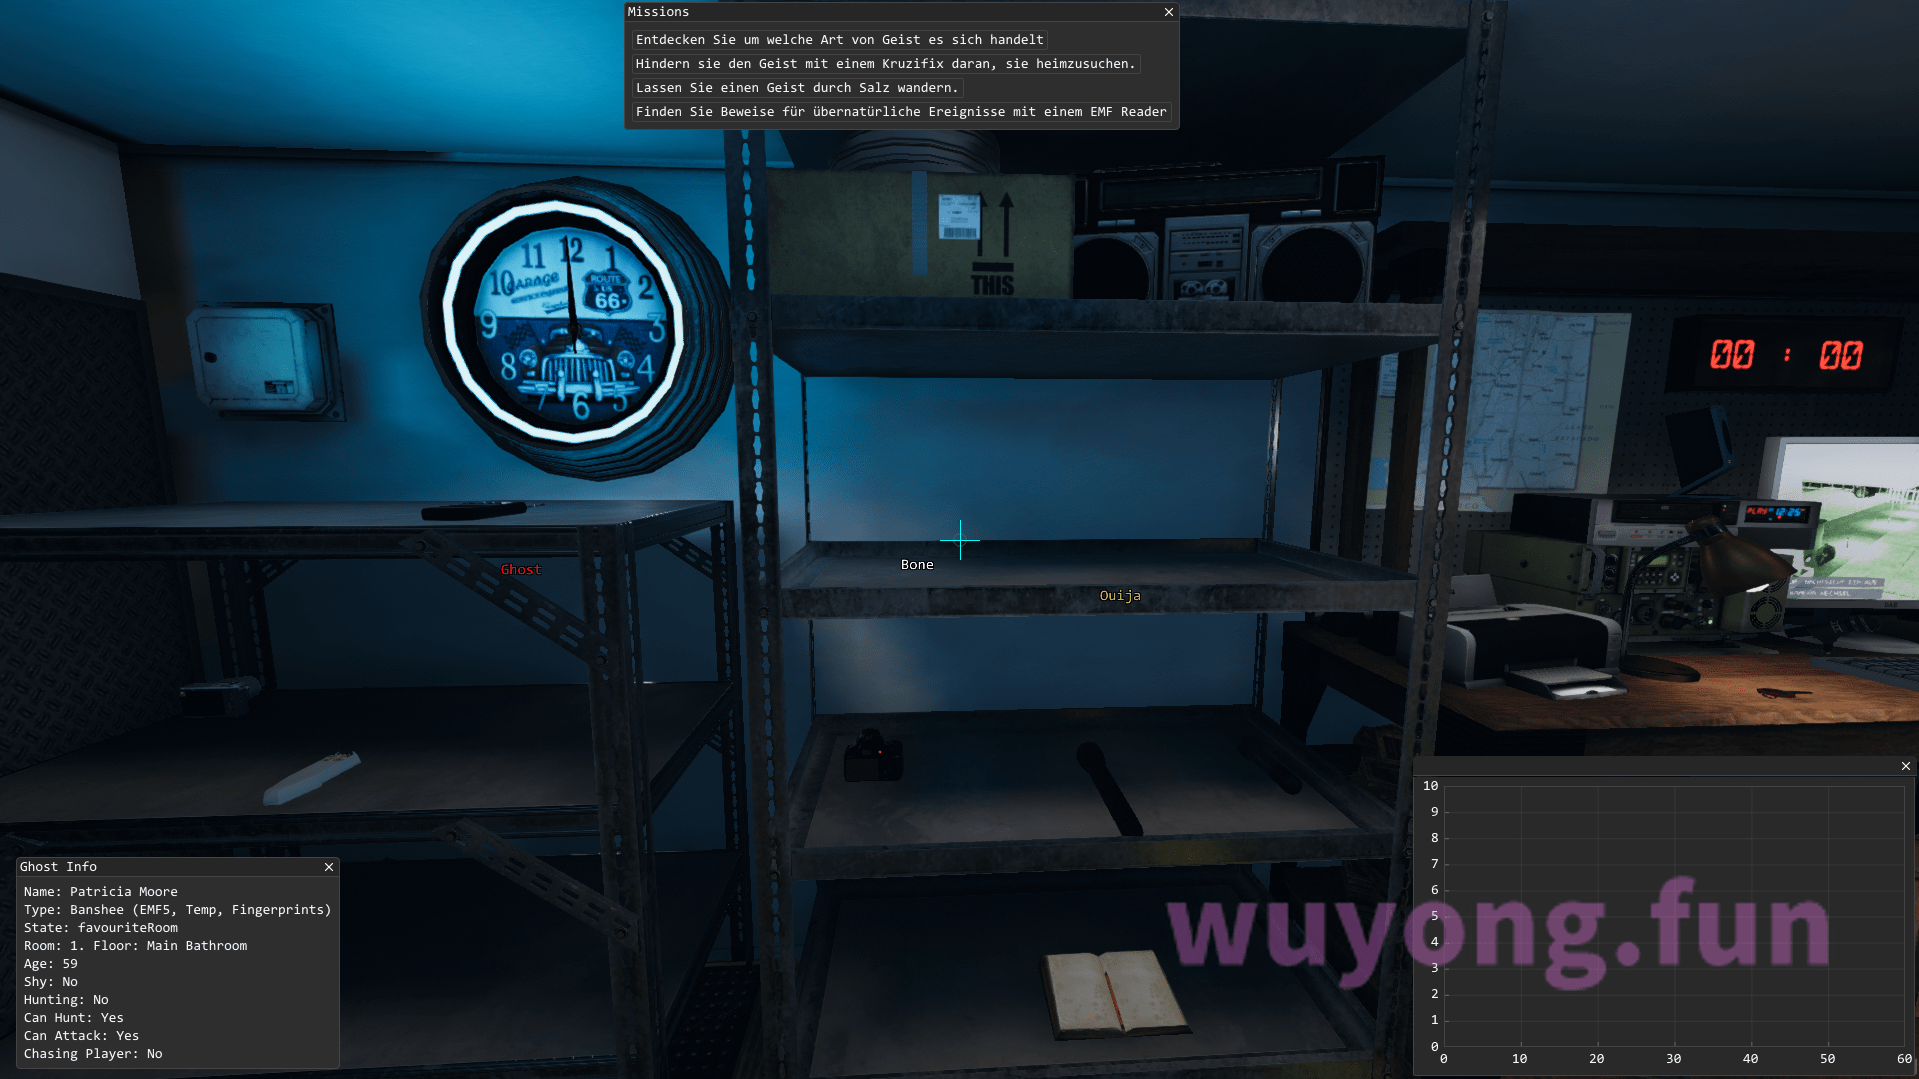 Missions
Entdecken Sie um welche Art von Geist es sich handelt
Hindern sie den Geist mit einem Kruzifix daran, sie heimzusuchen.
Lassen Sie einen Geist durch Salz wandern.
Finden Sie Beweise für übernatürliche Ereignisse mit einem EMF Reader
11 12 1
10 GARAGE ROUTE US 2
66
9 3
8 4
7 6 5
THIS
00 : 00
PLAY 12:25
Ghost
Bone
Ouija
Ghost Info
Name: Patricia Moore
Type: Banshee (EMF5, Temp, Fingerprints)
State: favouriteRoom
Room: 1. Floor: Main Bathroom
Age: 59
Shy: No
Hunting: No
Can Hunt: Yes
Can Attack: Yes
Chasing Player: No
10
9
8
7
6
5
4
3
2
1
0
0 10 20 30 40 50 60
wuyong.fun